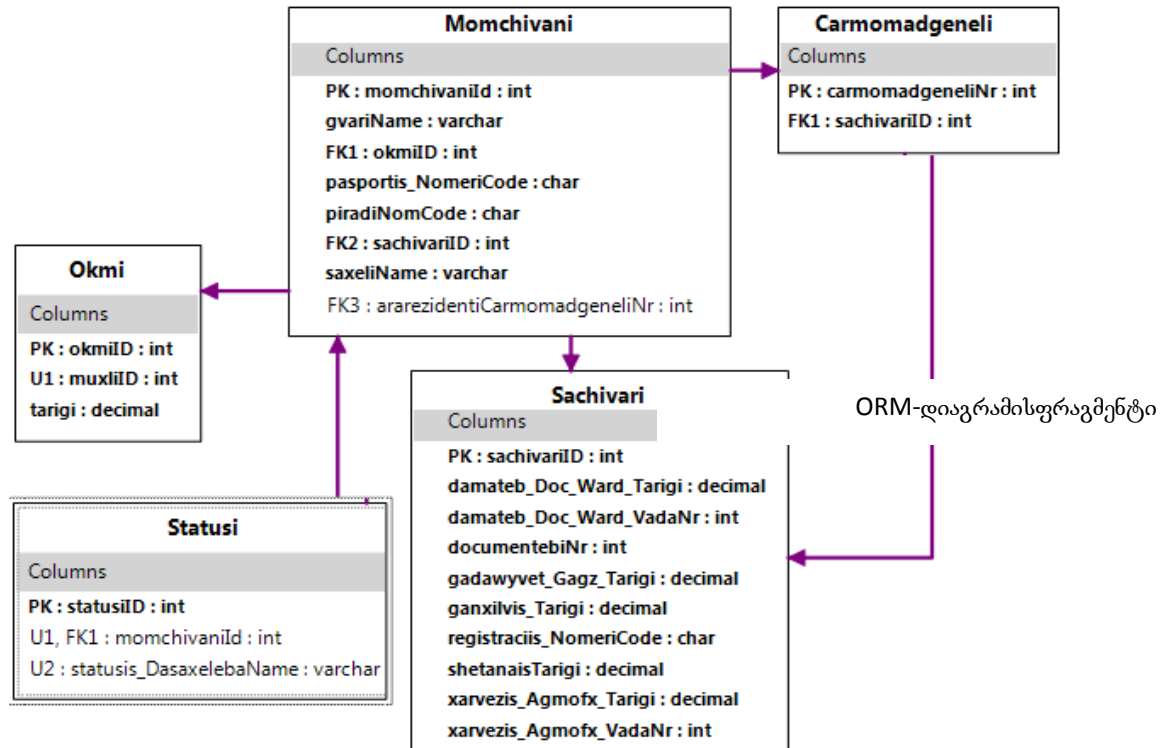 Momchivani
Columns
PK : momchivaniId : int
gvariName : varchar
FK1 : okmiID : int
pasportis_NomeriCode : char
piradiNomCode : char
FK2 : sachivariID : int
saxeliName : varchar
FK3 : ararezidentiCarmomadgeneliNr : int
Carmomadgeneli
Columns
PK : carmomadgeneliNr : int
FK1 : sachivariID : int
Okmi
Columns
PK : okmiID : int
U1 : muxliID : int
tarigi : decimal
Sachivari
Columns
PK : sachivariID : int
damateb_Doc_Ward_Tarigi : decimal
damateb_Doc_Ward_VadaNr : int
documentebiNr : int
gadawyvet_Gagz_Tarigi : decimal
ganxilvis_Tarigi : decimal
registraciis_NomeriCode : char
shetanaisTarigi : decimal
xarvezis_Agmofx_Tarigi : decimal
xarvezis_Agmofx_VadaNr : int
ORM-დიაგრამისფრაგმენტი
Statusi
Columns
PK : statusiID : int
U1, FK1 : momchivaniId : int
U2 : statusis_DasaxelebaName : varchar